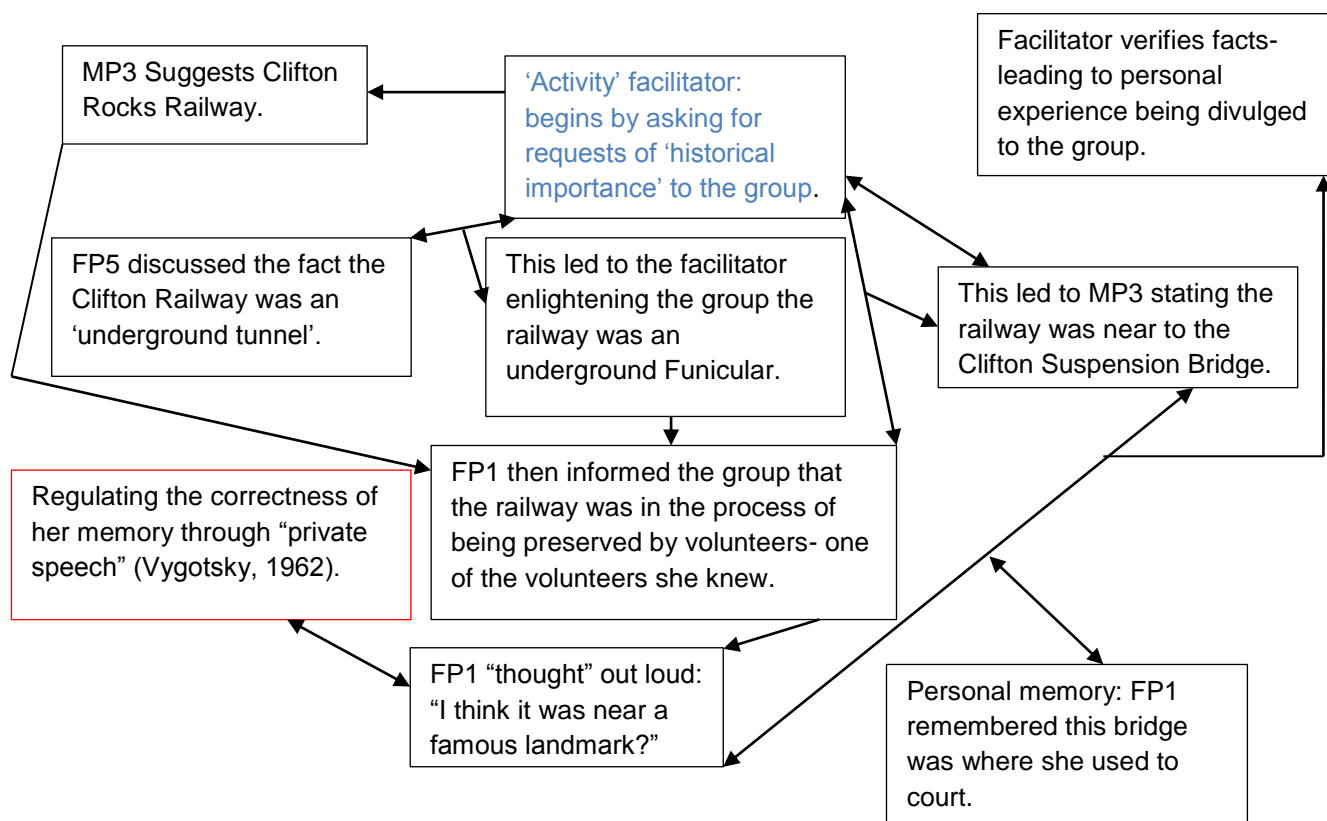 MP3 Suggests Clifton
Rocks Railway.
‘Activity’ facilitator:
begins by asking for
requests of ‘historical
importance’ to the group.
Facilitator verifies facts-
leading to personal
experience being divulged
to the group.
FP5 discussed the fact the
Clifton Railway was an
‘underground tunnel’.
This led to the facilitator
enlightening the group the
railway was an
underground Funicular.
This led to MP3 stating the
railway was near to the
Clifton Suspension Bridge.
Regulating the correctness of
her memory through “private
speech” (Vygotsky, 1962).
FP1 then informed the group that
the railway was in the process of
being preserved by volunteers- one
of the volunteers she knew.
FP1 “thought” out loud:
“I think it was near a
famous landmark?”
Personal memory: FP1
remembered this bridge
was where she used to
court.